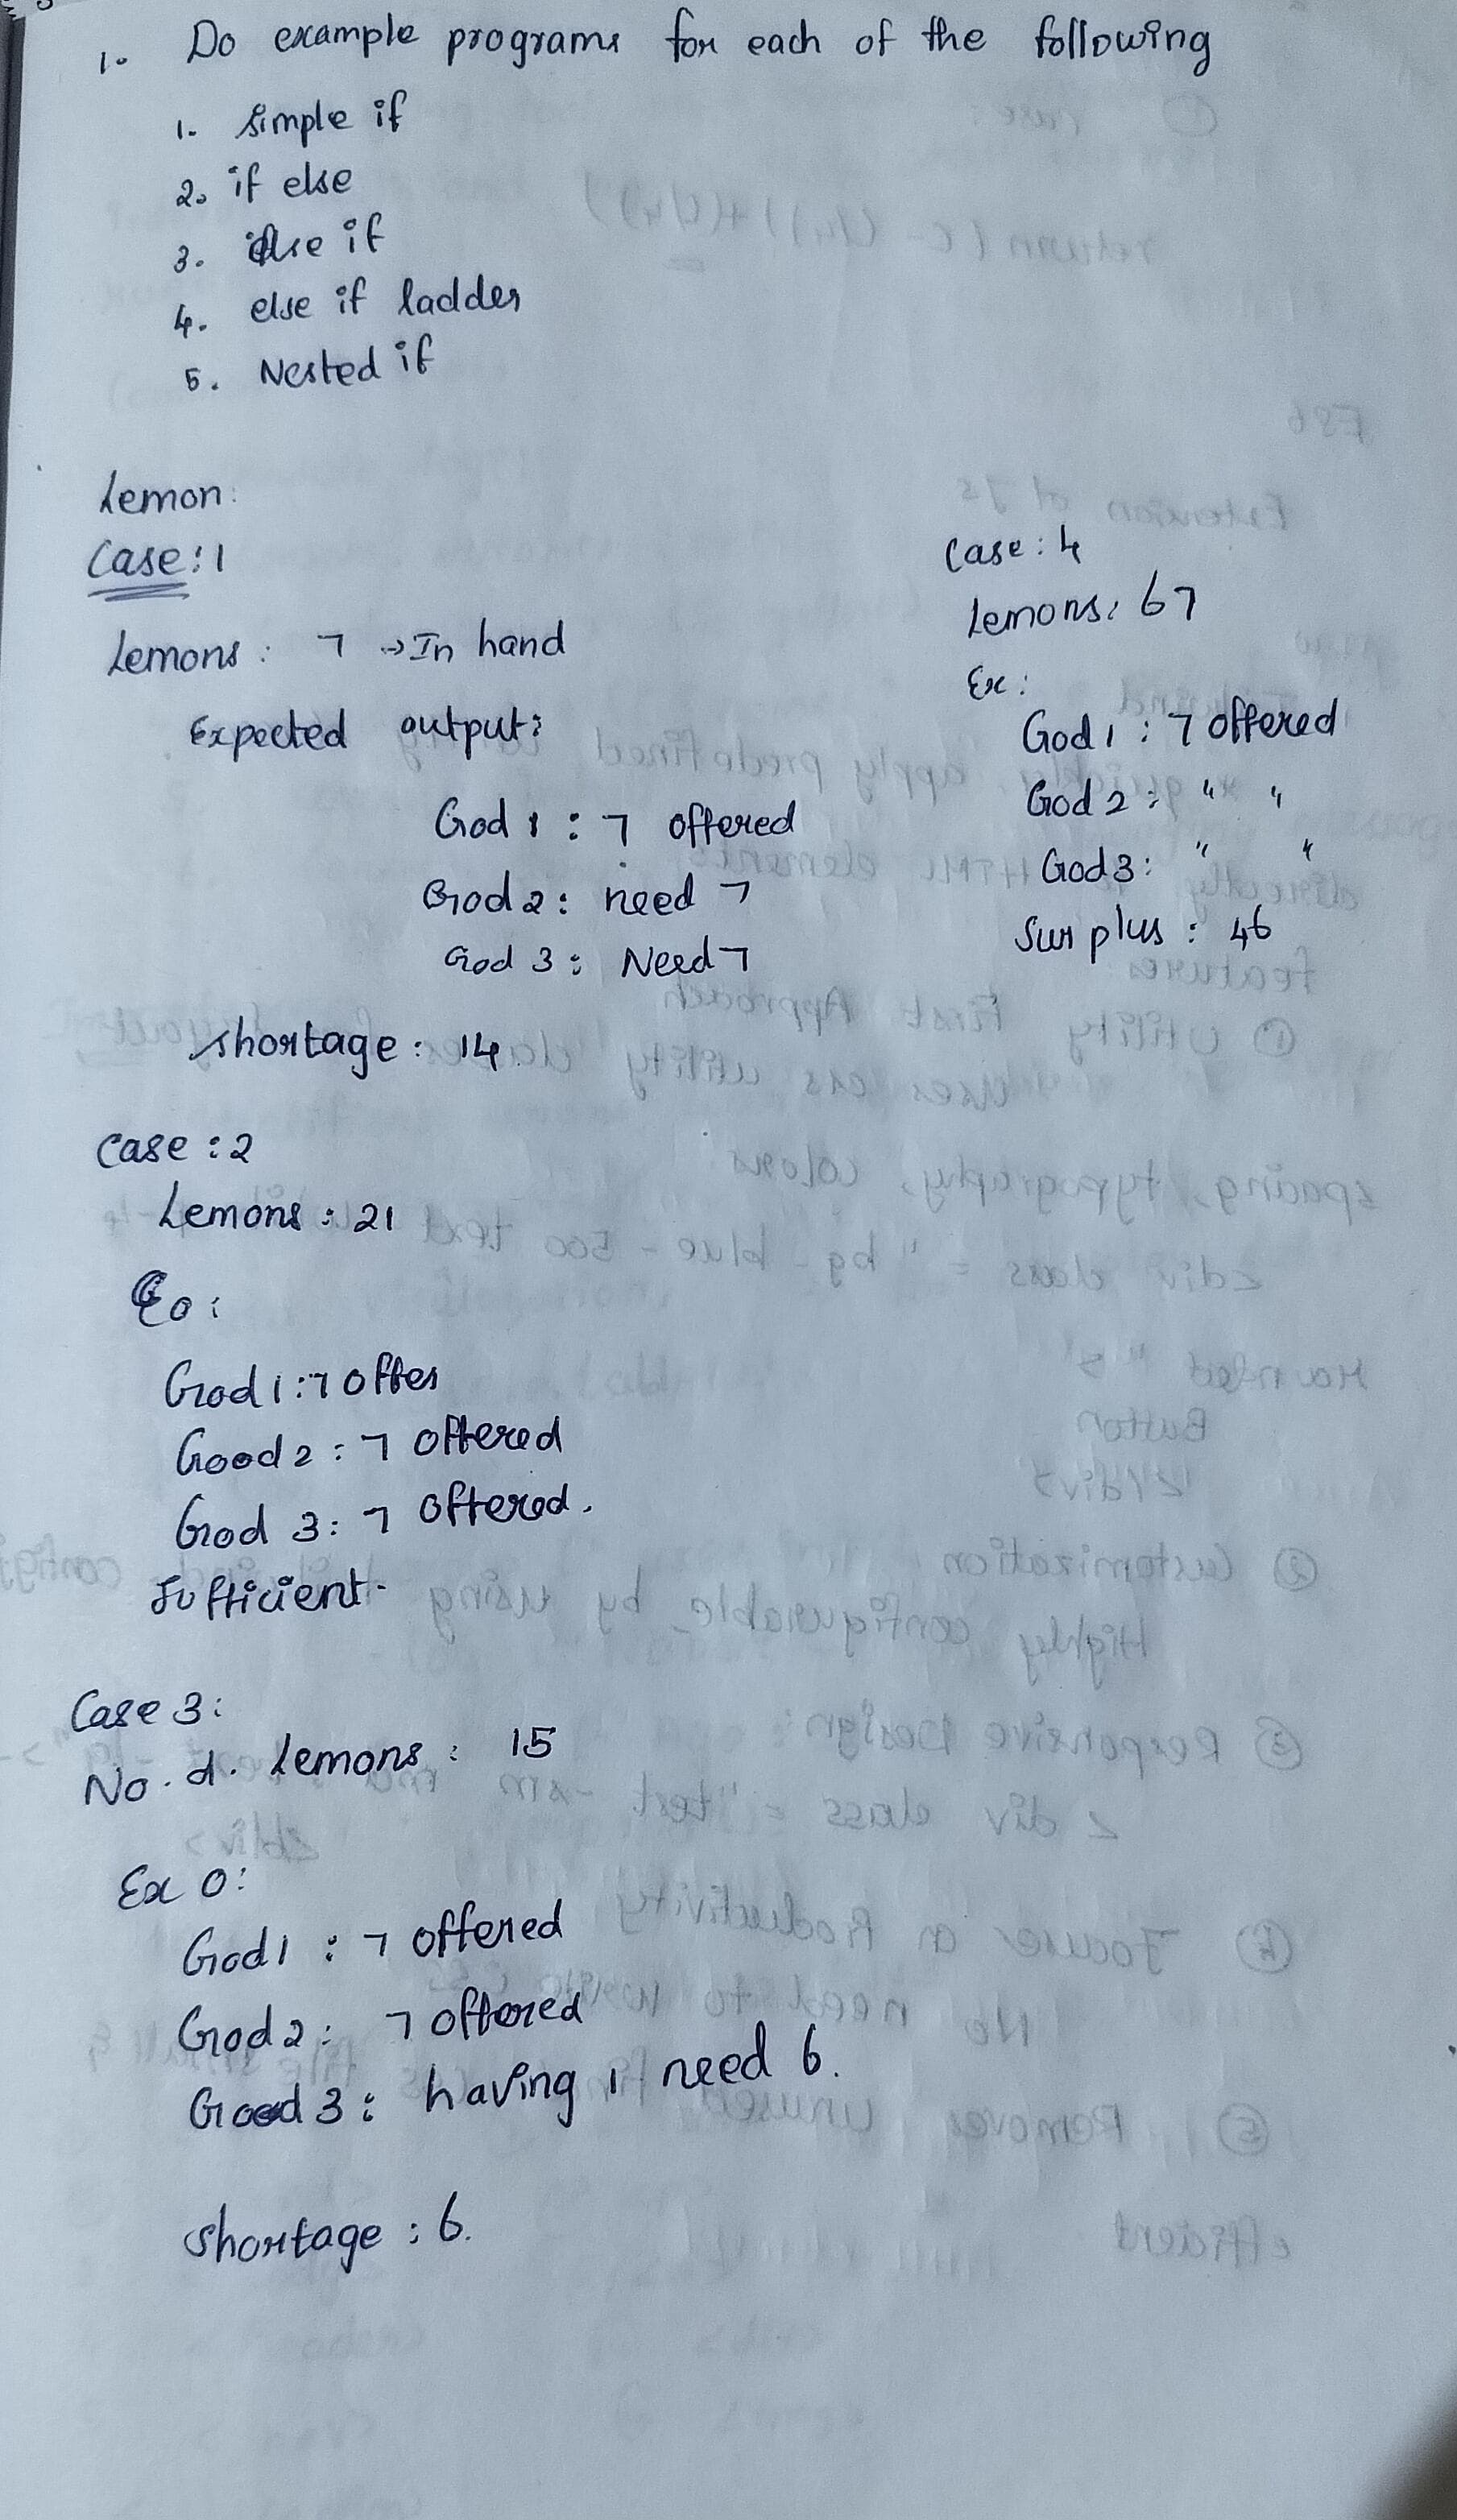 1. Do example programs for each of the following
1. Simple if
2. if else
3. else if
4. else if ladder
5. Nested if
Lemon:
Case: 1
Lemons: 7 → In hand
Expected output:
God 1 : 7 offered
God 2 : need 7
God 3 : Need 7
Shortage : 14
Case : 2
Lemons : 21
Eo :
God 1 : 7 offer
Good 2 : 7 offered
God 3 : 7 offered.
Sufficient.
Case 3 :
No. d. Lemons : 15
Ex O :
God 1 : 7 offered
God 2 : 7 offered
Good 3 : having 1 need 6.
Shortage : 6.
Case : 4
Lemons : 67
Ex :
God 1 : 7 offered
God 2 : " "
God 3 : " "
Surplus : 46